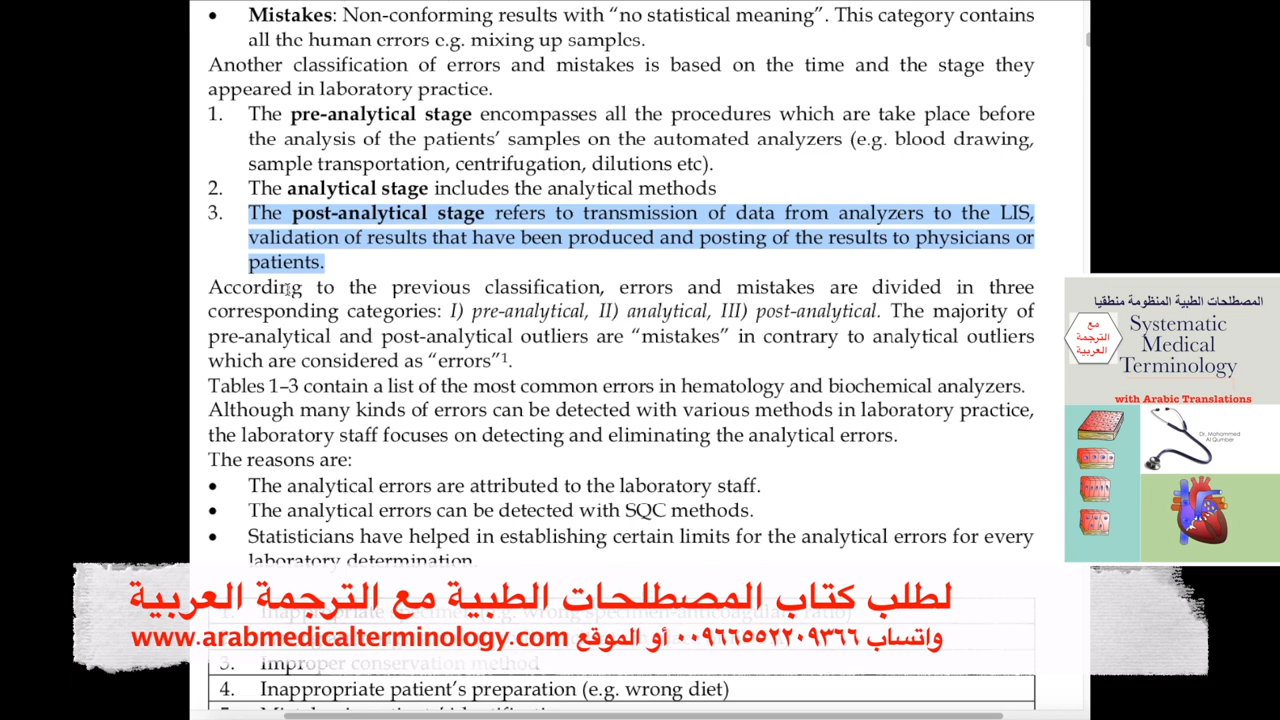 • Mistakes: Non-conforming results with “no statistical meaning”. This category contains
all the human errors e.g. mixing up samples.
Another classification of errors and mistakes is based on the time and the stage they
appeared in laboratory practice.
1. The pre-analytical stage encompasses all the procedures which are take place before
the analysis of the patients’ samples on the automated analyzers (e.g. blood drawing,
sample transportation, centrifugation, dilutions etc).
2. The analytical stage includes the analytical methods
3. The post-analytical stage refers to transmission of data from analyzers to the LIS,
validation of results that have been produced and posting of the results to physicians or
patients.
According to the previous classification, errors and mistakes are divided in three
corresponding categories: I) pre-analytical, II) analytical, III) post-analytical. The majority of
pre-analytical and post-analytical outliers are “mistakes” in contrary to analytical outliers
which are considered as “errors”¹.
Tables 1–3 contain a list of the most common errors in hematology and biochemical analyzers.
Although many kinds of errors can be detected with various methods in laboratory practice,
the laboratory staff focuses on detecting and eliminating the analytical errors.
The reasons are:
• The analytical errors are attributed to the laboratory staff.
• The analytical errors can be detected with SQC methods.
• Statisticians have helped in establishing certain limits for the analytical errors for every
laboratory determination.
3. Improper conservation method
4. Inappropriate patient’s preparation (e.g. wrong diet)
المصطلحات الطبية المنظومة منطقيا
مع
الترجمة
العربية
Systematic
Medical
Terminology
with Arabic Translations
Dr. Mohammed
Al Qumber
لطلب كتاب المصطلحات الطبية مع الترجمة العربية
واتساب ٠٠٩٦٦٥٥٢٢٠٩٣٦٦ أو الموقع www.arabmedicalterminology.com